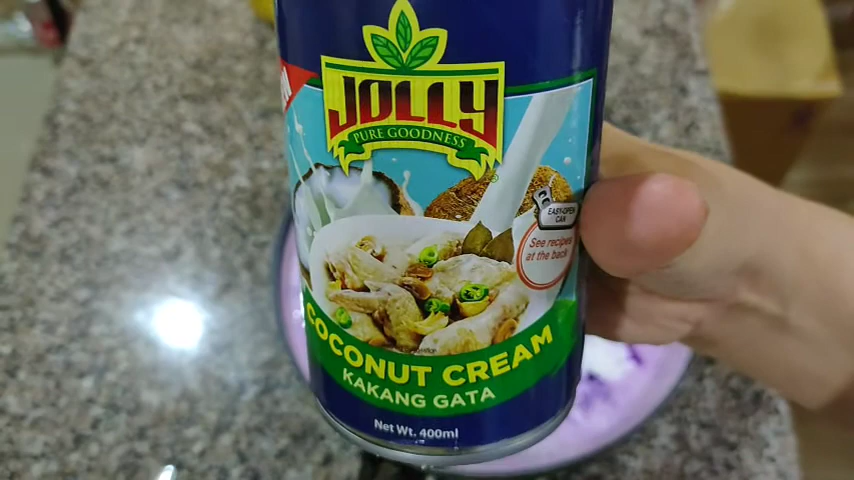 JOLLY
PURE GOODNESS
EASY-OPEN
CAN
See recipes
at the back
COCONUT CREAM
KAKANG GATA
Net Wt. 400ml